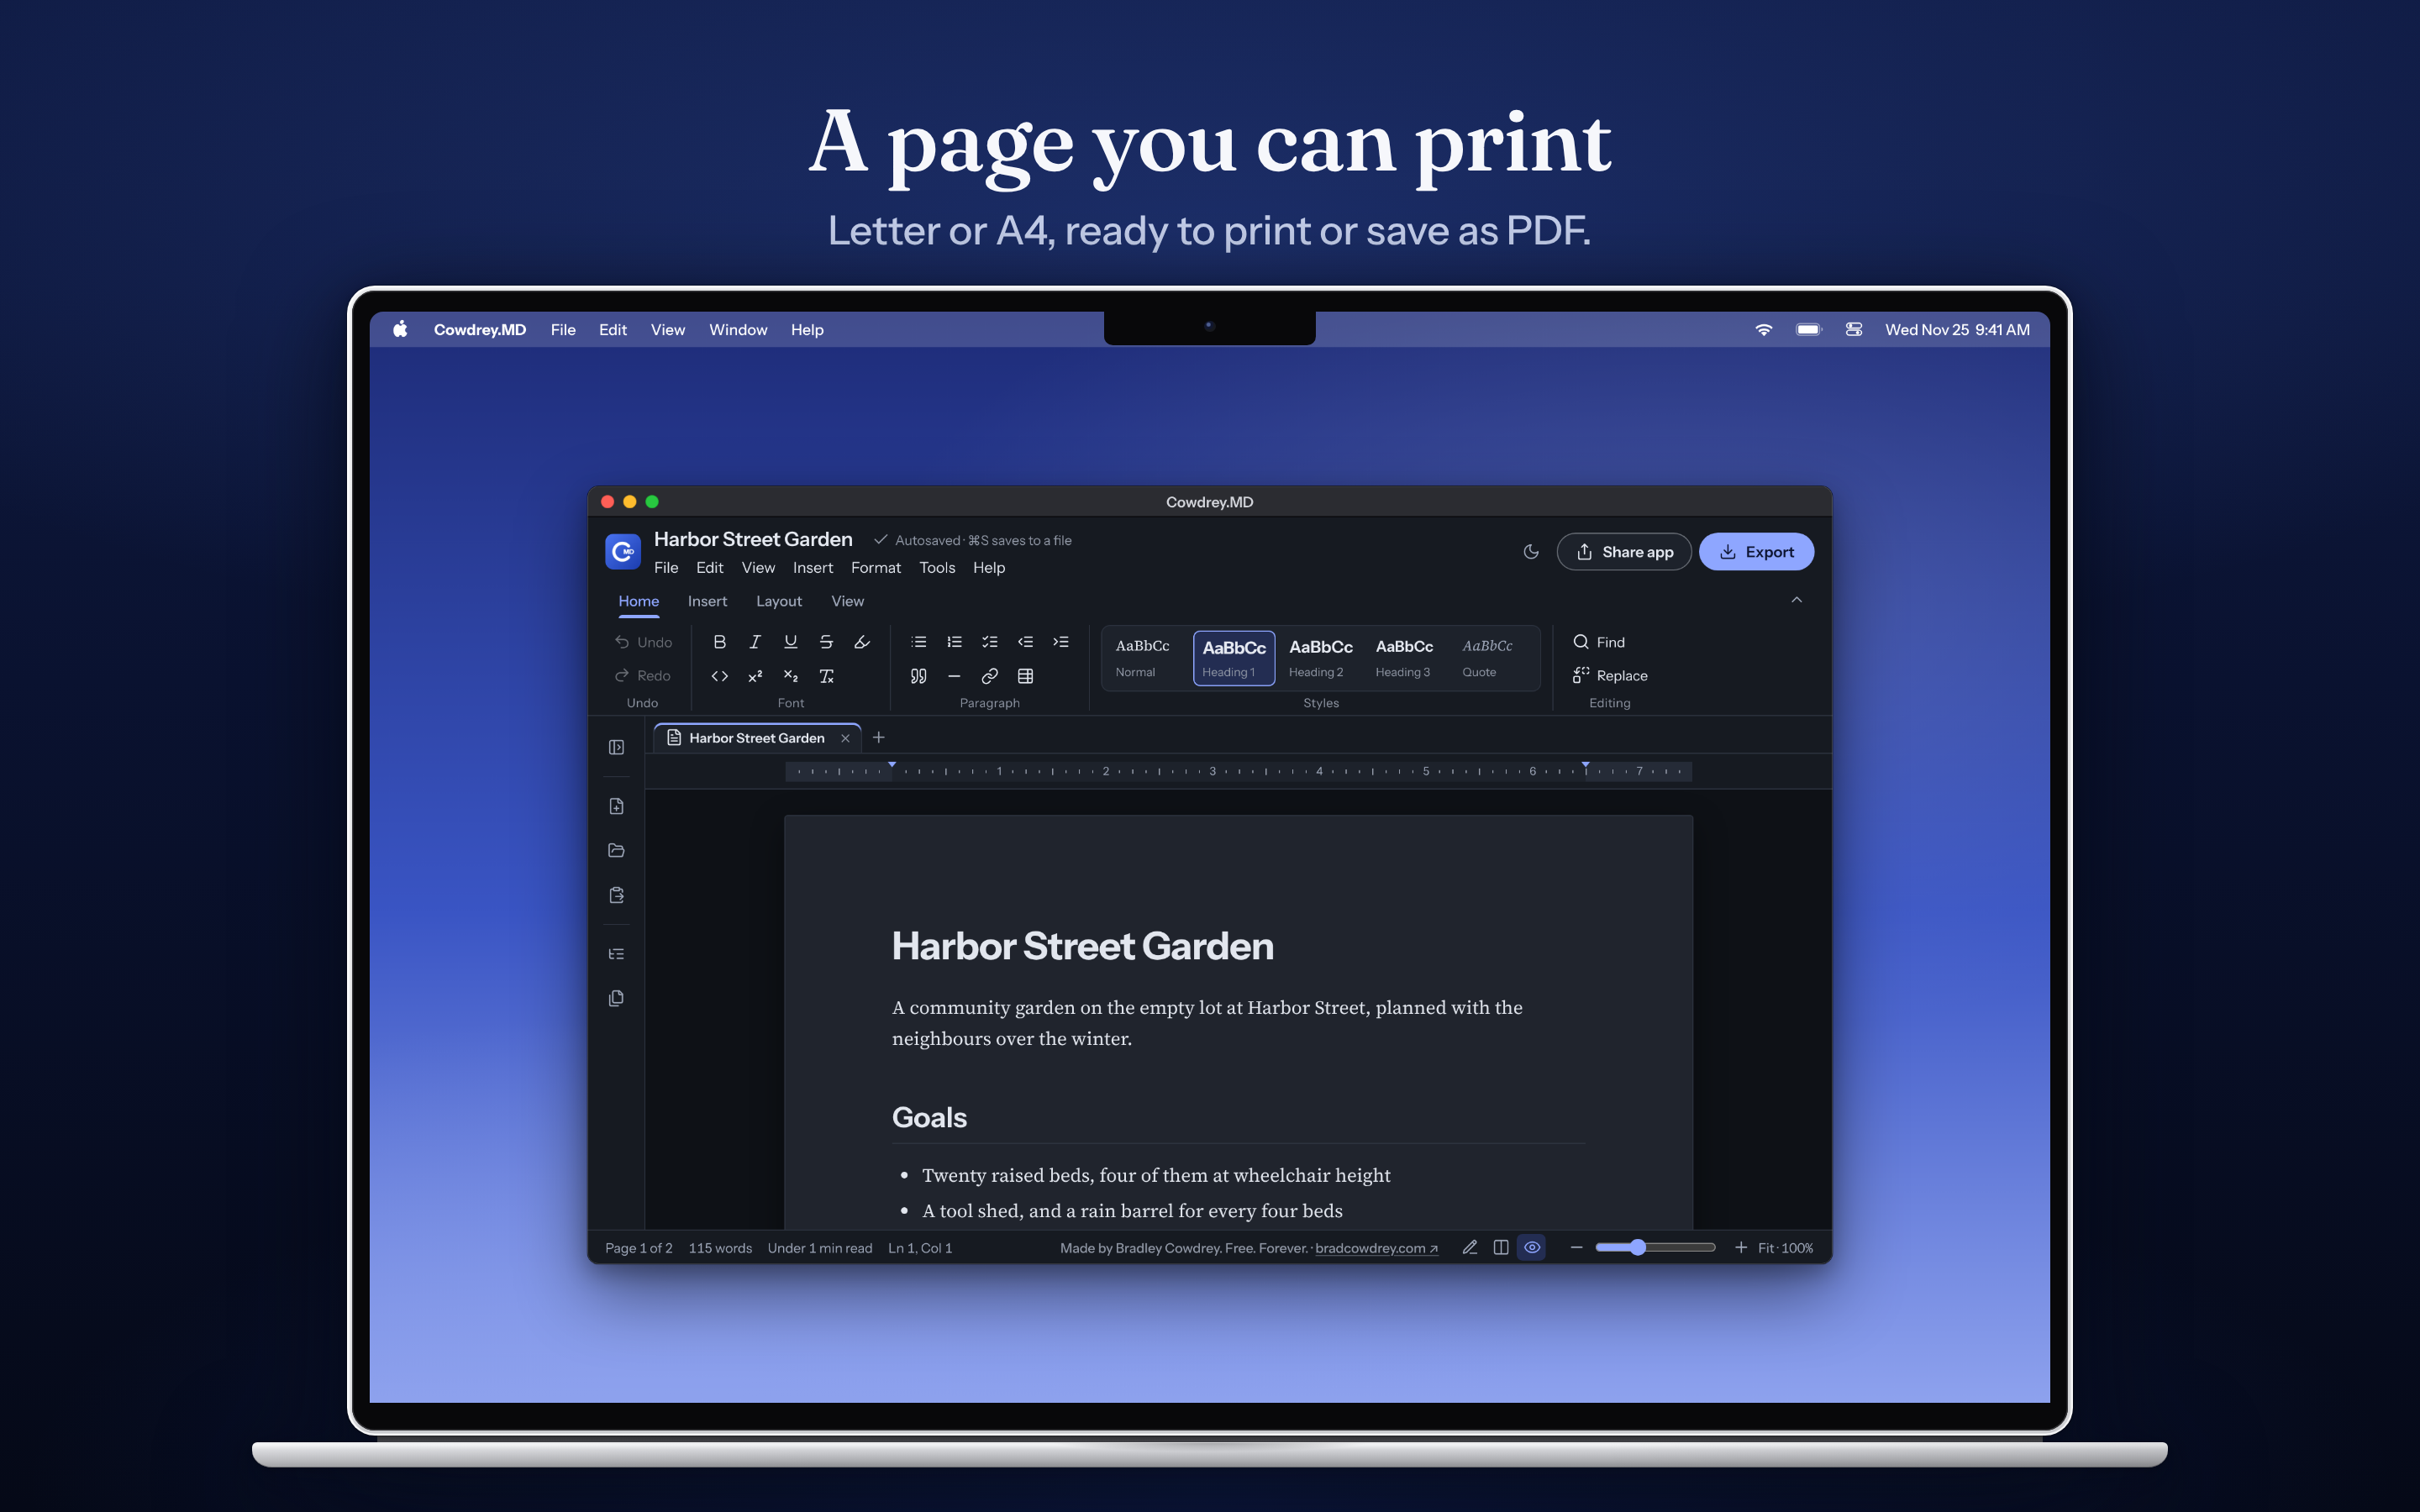 A page you can print
Letter or A4, ready to print or save as PDF.
Cowdrey.MD File Edit View Window Help Wed Nov 25 9:41 AM
Cowdrey.MD
Harbor Street Garden Autosaved · ⌘S saves to a file
File Edit View Insert Format Tools Help
Share app Export
Home Insert Layout View
Undo
Redo
Undo
Font
Paragraph
AaBbCc AaBbCc AaBbCc AaBbCc AaBbCc
Normal Heading 1 Heading 2 Heading 3 Quote
Styles
Find
Replace
Editing
Harbor Street Garden
1 2 3 4 5 6 7
Harbor Street Garden
A community garden on the empty lot at Harbor Street, planned with the
neighbours over the winter.
Goals
• Twenty raised beds, four of them at wheelchair height
• A tool shed, and a rain barrel for every four beds
Page 1 of 2 115 words Under 1 min read Ln 1, Col 1 Made by Bradley Cowdrey. Free. Forever. · bradcowdrey.com ↗ Fit · 100%